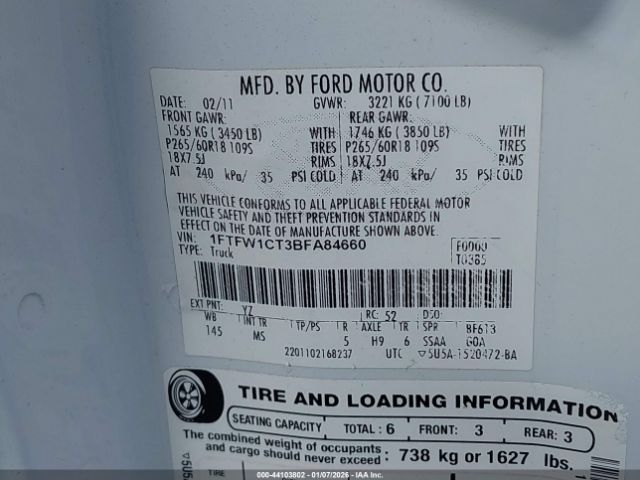 MFD. BY FORD MOTOR CO.
DATE: 02/11 GVWR: 3221 KG (7100 LB)
FRONT GAWR: REAR GAWR:
1565 KG (3450 LB) WITH 1746 KG (3850 LB) WITH
P265/60R18 109S TIRES P265/60R18 109S TIRES
18X7.5J RIMS 18X7.5J RIMS
AT 240 kPa/ 35 PSI COLD AT 240 kPa/ 35 PSI COLD
THIS VEHICLE CONFORMS TO ALL APPLICABLE FEDERAL MOTOR
VEHICLE SAFETY AND THEFT PREVENTION STANDARDS IN
EFFECT ON THE DATE OF MANUFACTURE SHOWN ABOVE.
VIN: 1FTFW1CT3BFA84660 F0000
TYPE: Truck T0385
EXT PNT: YZ RC: 52 DSO:
WB INT TR TP/PS R AXLE TR SPR 8F613
145 MS 5 H9 6 SSAA GOA
2201102168237 UTC ▽5U5A-1520472-BA
TIRE AND LOADING INFORMATION
SEATING CAPACITY TOTAL: 6 FRONT: 3 REAR: 3
The combined weight of occupants
and cargo should never exceed: 738 kg or 1627 lbs.
TIRE
000-44103802 - 01/07/2026 - IAA Inc.